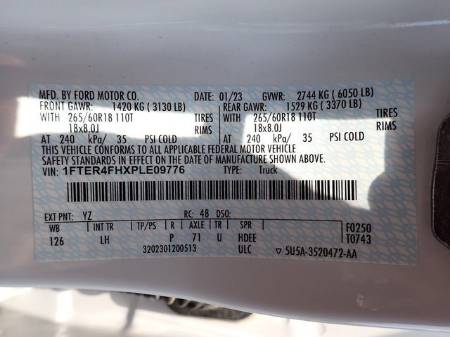 MFD. BY FORD MOTOR CO.
DATE: 01/23 GVWR: 2744 KG ( 6050 LB)
FRONT GAWR: 1420 KG ( 3130 LB) REAR GAWR: 1529 KG ( 3370 LB)
WITH 265/60R18 110T TIRES WITH 265/60R18 110T TIRES
18x8.0J RIMS 18x8.0J RIMS
AT 240 kPa/ 35 PSI COLD AT 240 kPa/ 35 PSI COLD
THIS VEHICLE CONFORMS TO ALL APPLICABLE FEDERAL MOTOR VEHICLE
SAFETY AND THEFT PREVENTION STANDARDS IN EFFECT ON THE DATE OF MANUFACTURE SHOWN ABOVE.
VIN: 1FTER4FHXPLE09776 TYPE: Truck
EXT PNT: YZ RC: 48 DSO:
WB LH TP/PS R AXLE TR SPR F0250
126 P 71 U HDEE T0743
3202301200513 ULC 5U5A-3520472-AA